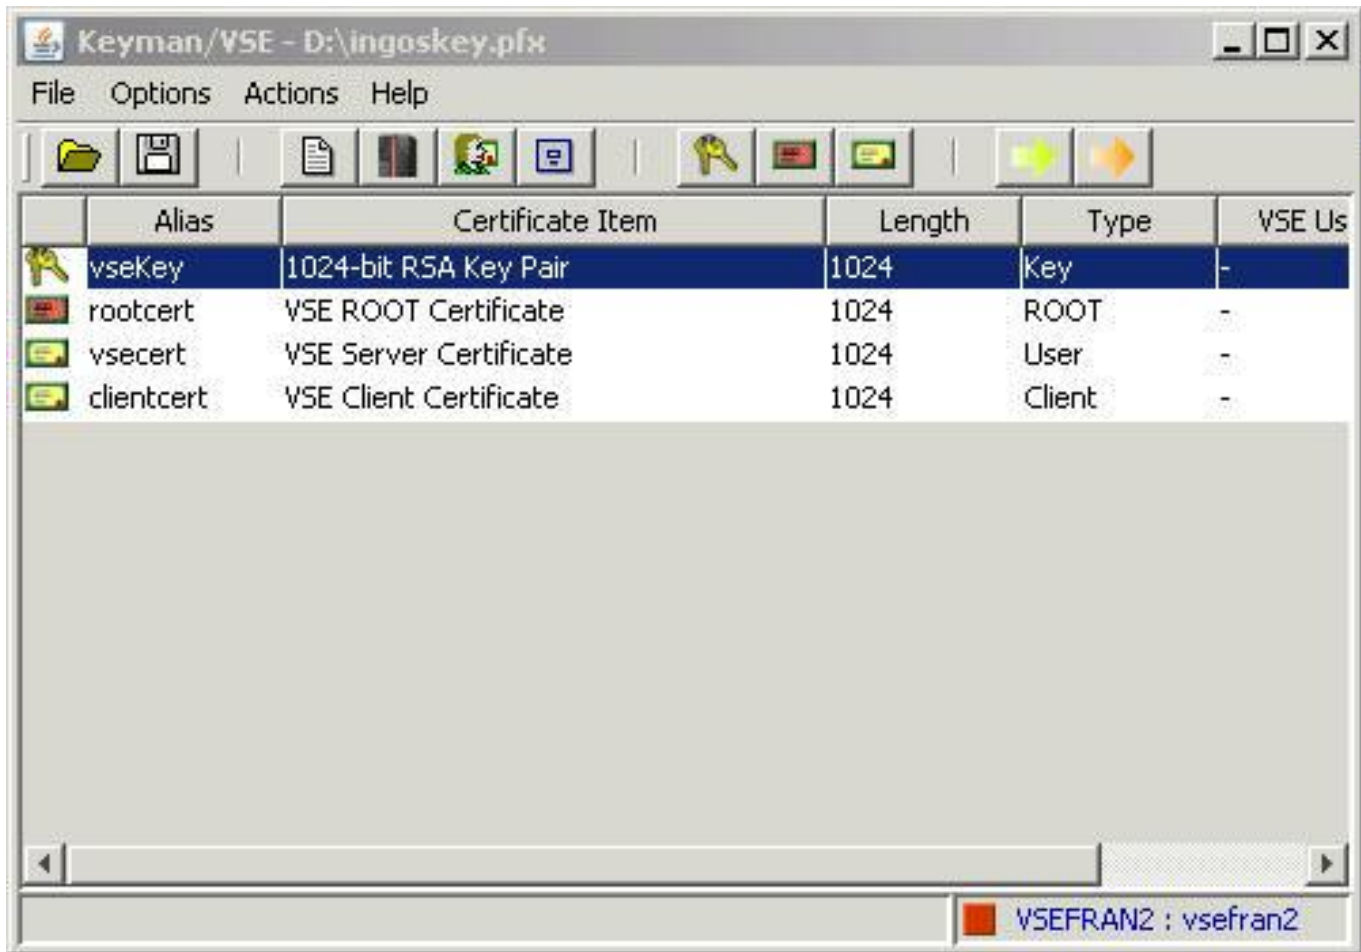 Keyman/VSE - D:\ingoskey.pfx
File Options Actions Help
Alias Certificate Item Length Type VSE Us
vseKey 1024-bit RSA Key Pair 1024 Key -
rootcert VSE ROOT Certificate 1024 ROOT -
vsecert VSE Server Certificate 1024 User -
clientcert VSE Client Certificate 1024 Client -
VSEFRAN2 : vsefran2